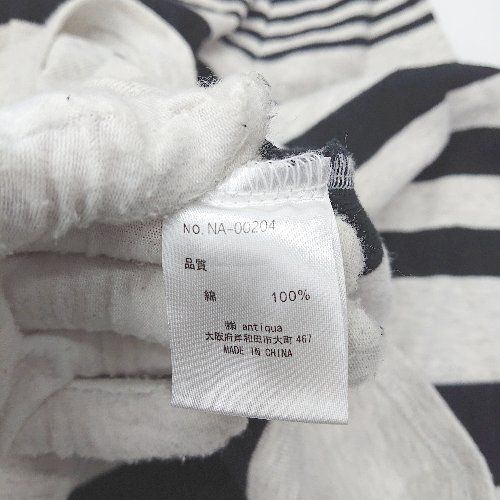 NO. NA-00204
品質
綿 100%
㈱ antiqua
大阪府岸和田市大町 467
MADE IN CHINA